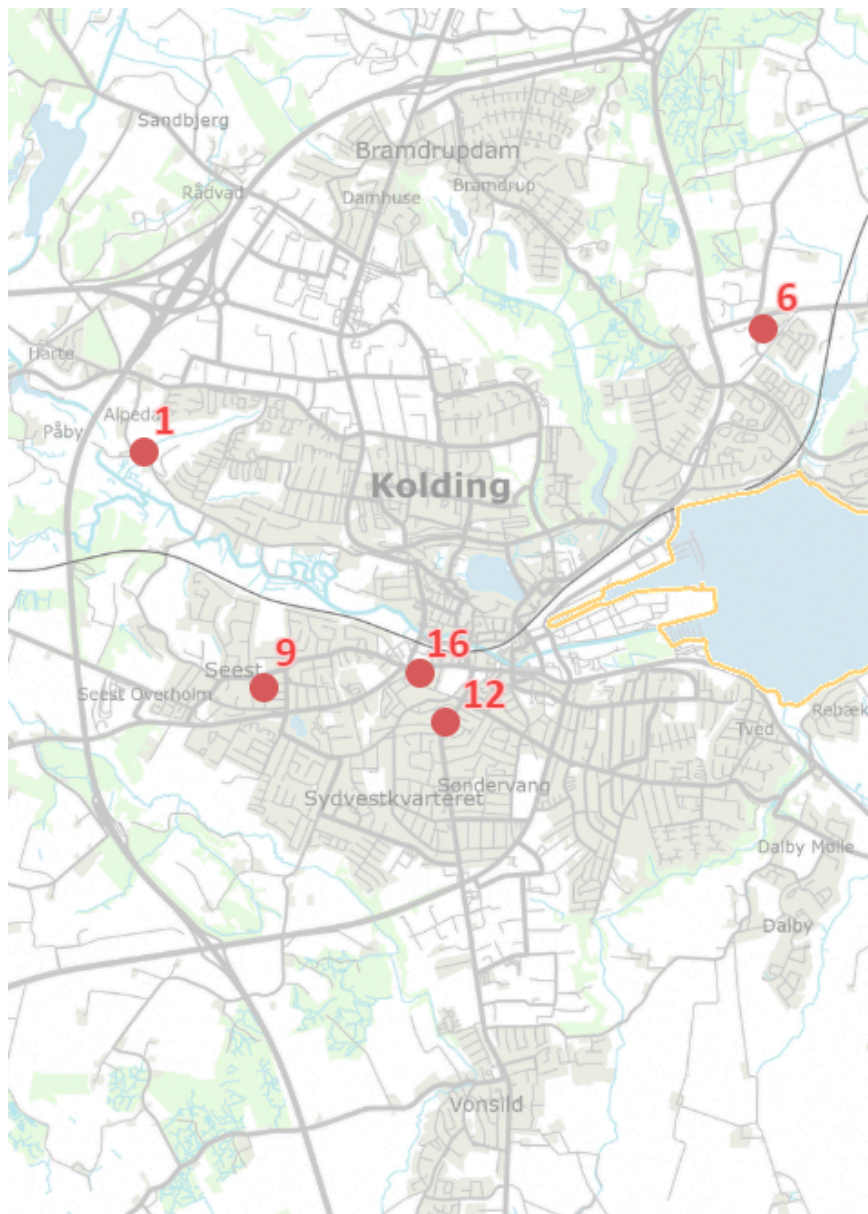 Sandbjerg
Bramdrupdam
Rådvad
Damhuse
Bramdrup
6
Harte
Alpeda
1
Påby
Kolding
16
9
Seest
12
Seest Overholm
Rebæk
Tved
Søndervang
Sydvestkvarteret
Dalby Mølle
Dalby
Vonsild